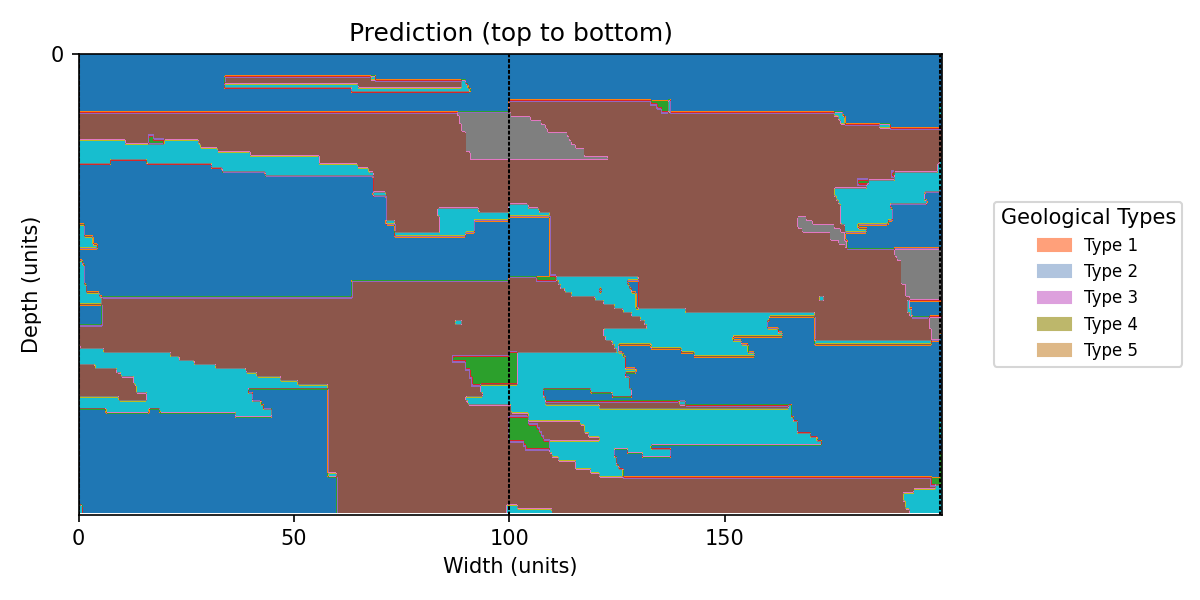 Prediction (top to bottom)
0
Depth (units)
0
50
100
150
Width (units)
Geological Types
Type 1
Type 2
Type 3
Type 4
Type 5